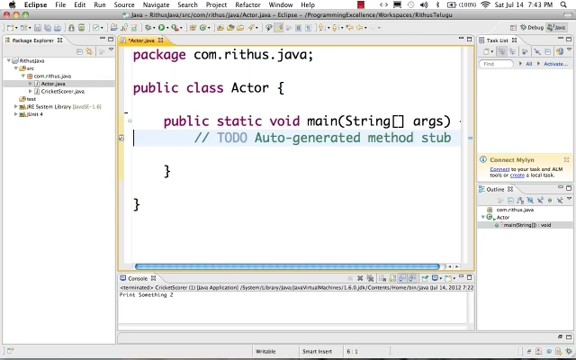 Eclipse File Edit Source Refactor Navigate Search Project Run Window Help
(100%) Sat Jul 14 7:43 PM
Java - RithusJava/src/com/rithus/java/Actor.java - Eclipse - /ProgrammingExcellence/Workspaces/RithusTelugu
Debug Java
Package Explorer
RithusJava
src
com.rithus.java
Actor.java
CricketScorer.java
test
JRE System Library [JavaSE-1.6]
JUnit 4
*Actor.java
package com.rithus.java;
public class Actor {
public static void main(String[] args) {
// TODO Auto-generated method stub
}
}
Task List
Find All Activate...
Connect Mylyn
Connect to your task and ALM
tools or create a local task.
Outline
com.rithus.java
Actor
main(String[]) : void
Console
<terminated> CricketScorer [Java Application] /System/Library/Java/JavaVirtualMachines/1.6.0.jdk/Contents/Home/bin/java (Jul 14, 2012 7:22
Print Something 2
Writable Smart Insert 6 : 1